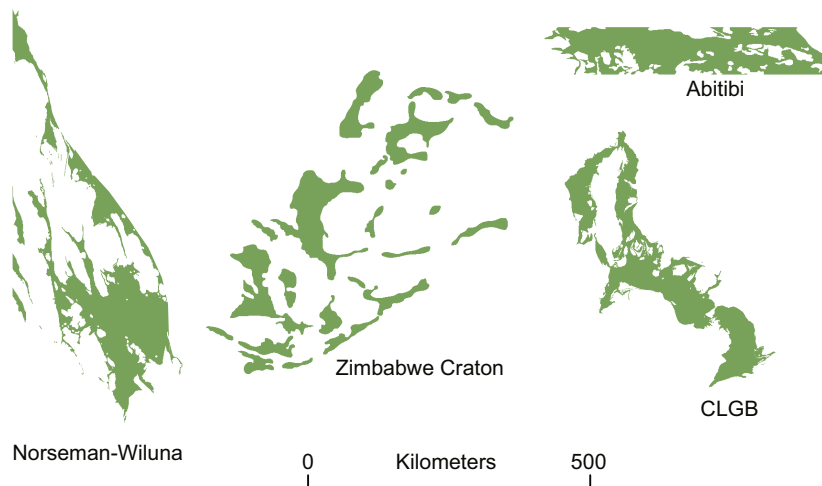 Abitibi
Zimbabwe Craton
CLGB
Norseman-Wiluna
0 Kilometers 500